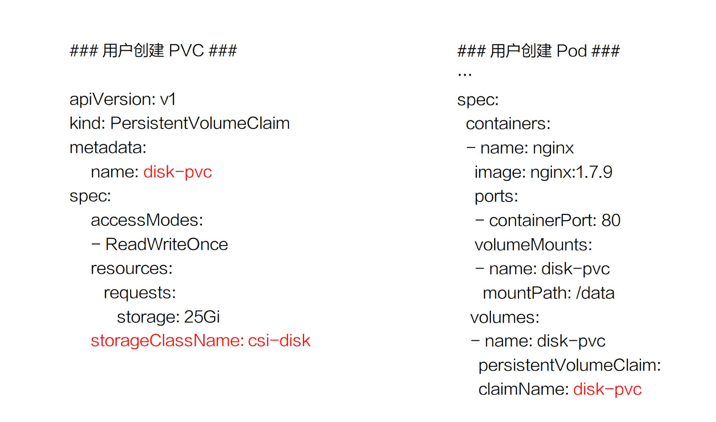 ### 用户创建 PVC ###
apiVersion: v1
kind: PersistentVolumeClaim
metadata:
name: disk-pvc
spec:
accessModes:
- ReadWriteOnce
resources:
requests:
storage: 25Gi
storageClassName: csi-disk
### 用户创建 Pod ###
...
spec:
containers:
- name: nginx
image: nginx:1.7.9
ports:
- containerPort: 80
volumeMounts:
- name: disk-pvc
mountPath: /data
volumes:
- name: disk-pvc
persistentVolumeClaim:
claimName: disk-pvc